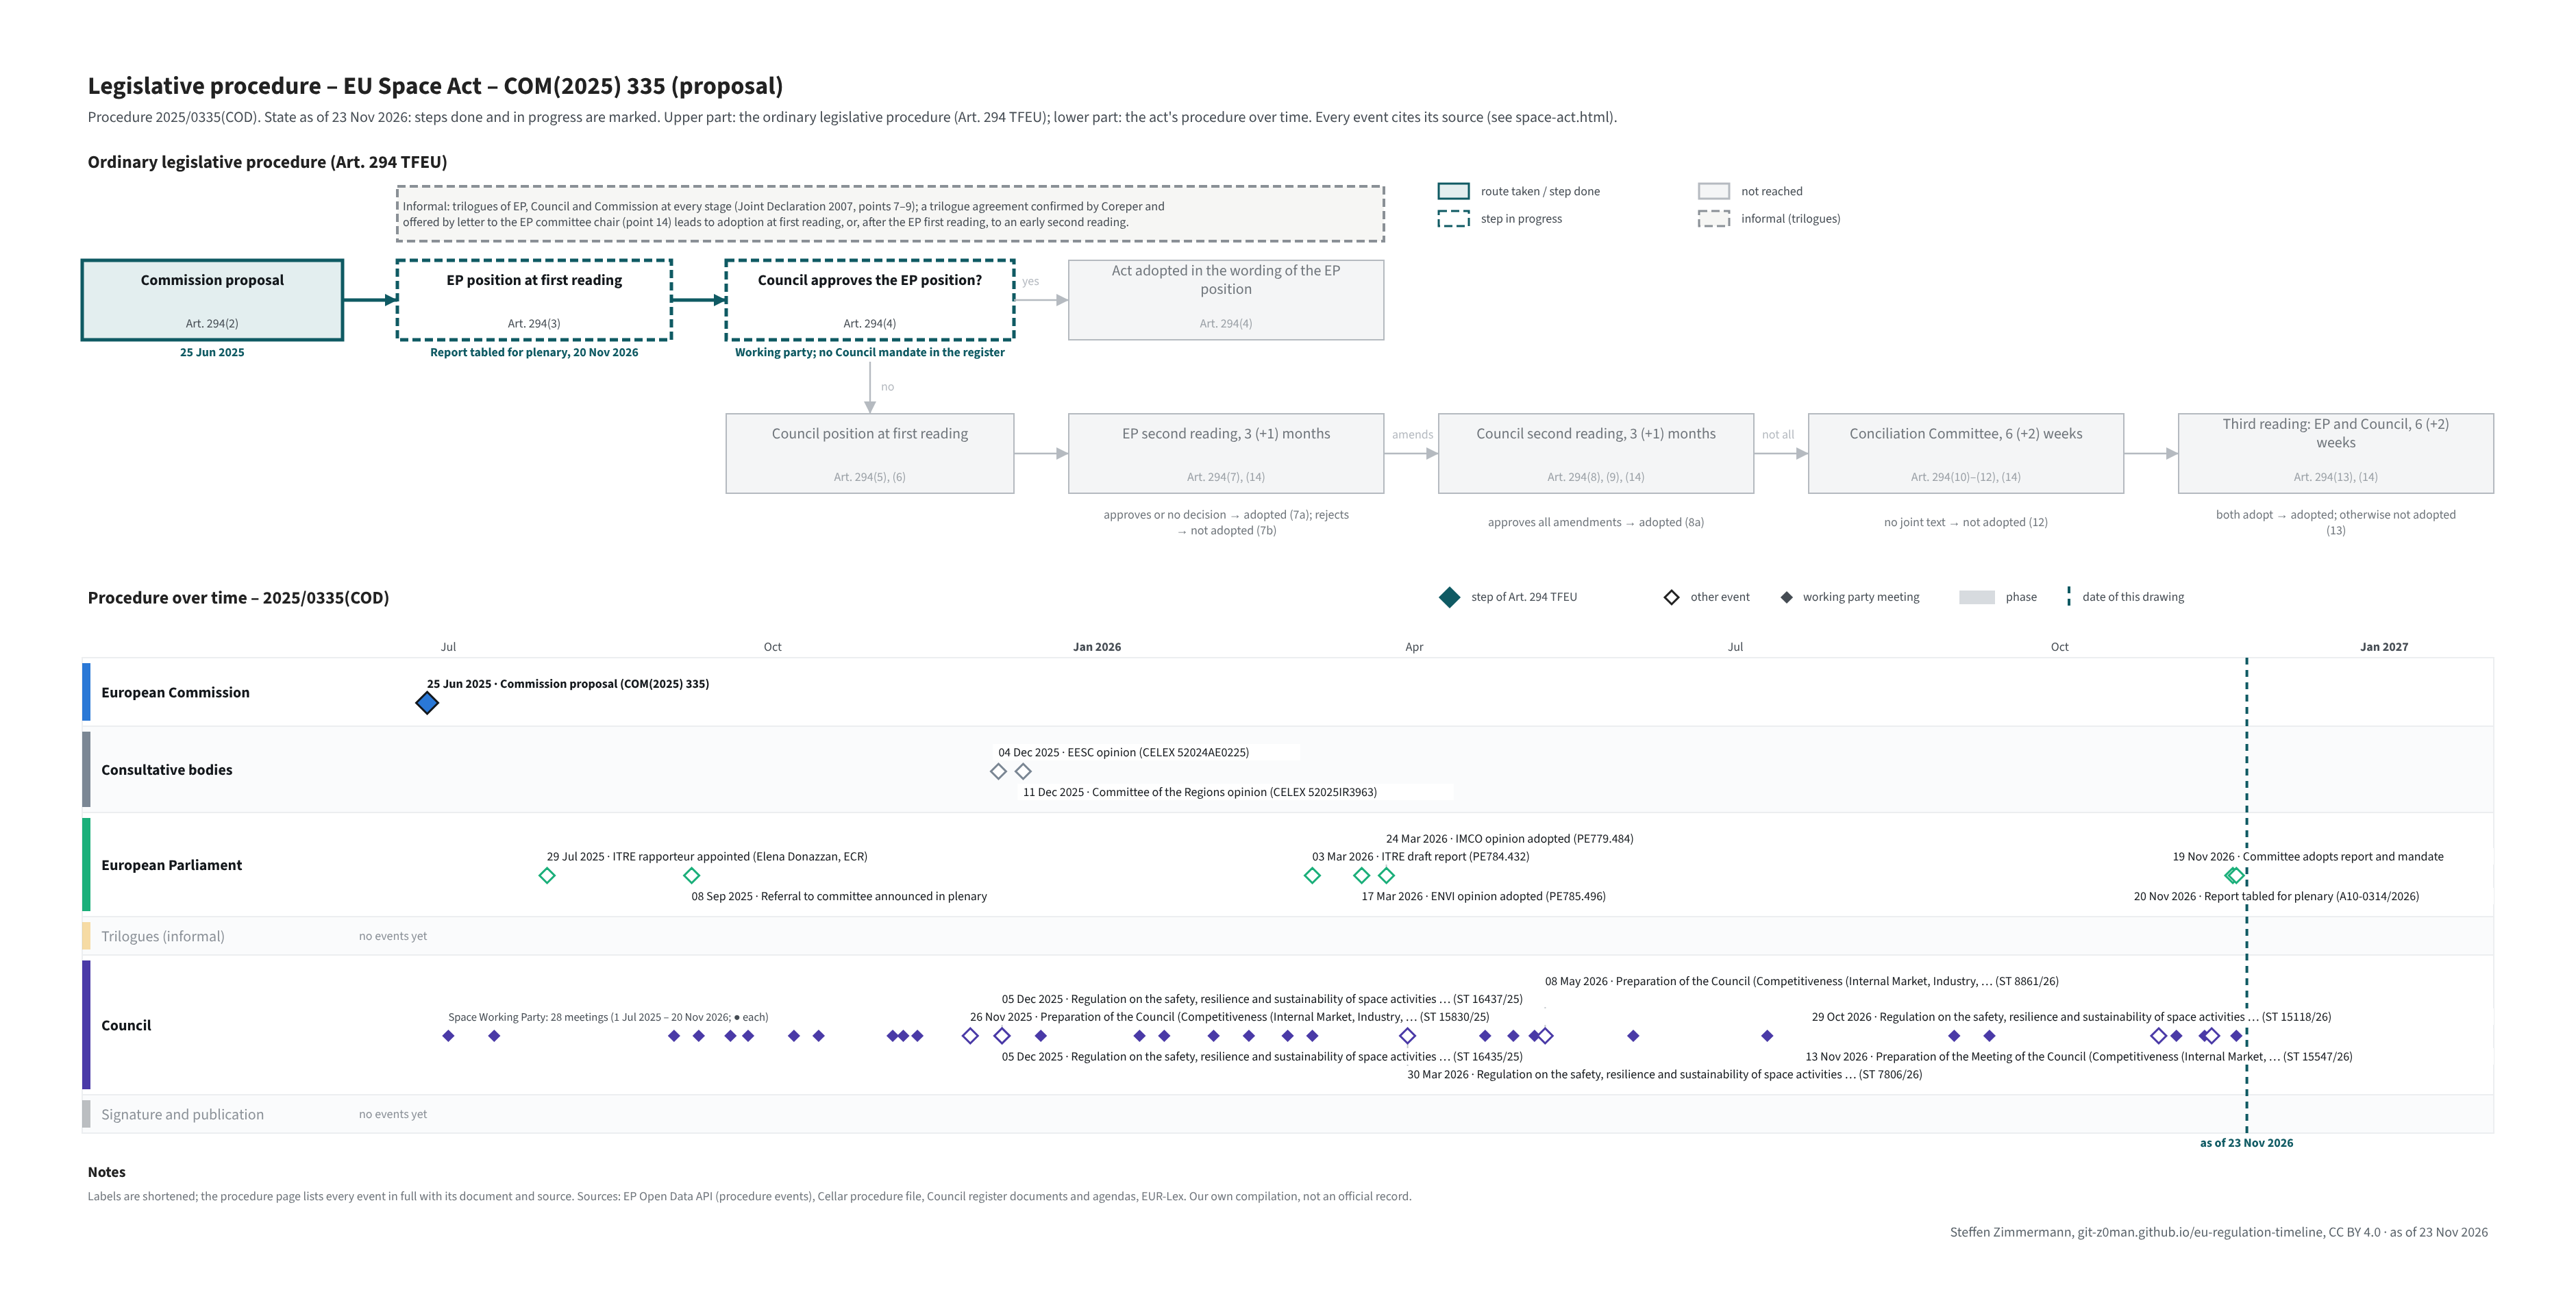 Legislative procedure – EU Space Act – COM(2025) 335 (proposal)
Procedure 2025/0335(COD). State as of 23 Nov 2026: steps done and in progress are marked. Upper part: the ordinary legislative procedure (Art. 294 TFEU); lower part: the act's procedure over time. Every event cites its source (see space-act.html).
Ordinary legislative procedure (Art. 294 TFEU)
Informal: trilogues of EP, Council and Commission at every stage (Joint Declaration 2007, points 7–9); a trilogue agreement confirmed by Coreper and
offered by letter to the EP committee chair (point 14) leads to adoption at first reading, or, after the EP first reading, to an early second reading.
route taken / step done
not reached
step in progress
informal (trilogues)
Commission proposal
Art. 294(2)
25 Jun 2025
EP position at first reading
Art. 294(3)
Report tabled for plenary, 20 Nov 2026
Council approves the EP position?
Art. 294(4)
Working party; no Council mandate in the register
yes
Act adopted in the wording of the EP
position
Art. 294(4)
no
Council position at first reading
Art. 294(5), (6)
EP second reading, 3 (+1) months
Art. 294(7), (14)
approves or no decision → adopted (7a); rejects
→ not adopted (7b)
amends
Council second reading, 3 (+1) months
Art. 294(8), (9), (14)
approves all amendments → adopted (8a)
not all
Conciliation Committee, 6 (+2) weeks
Art. 294(10)–(12), (14)
no joint text → not adopted (12)
Third reading: EP and Council, 6 (+2)
weeks
Art. 294(13), (14)
both adopt → adopted; otherwise not adopted
(13)
Procedure over time – 2025/0335(COD)
step of Art. 294 TFEU
other event
working party meeting
phase
date of this drawing
Jul
Oct
Jan 2026
Apr
Jul
Oct
Jan 2027
European Commission
25 Jun 2025 · Commission proposal (COM(2025) 335)
Consultative bodies
04 Dec 2025 · EESC opinion (CELEX 52024AE0225)
11 Dec 2025 · Committee of the Regions opinion (CELEX 52025IR3963)
European Parliament
24 Mar 2026 · IMCO opinion adopted (PE779.484)
29 Jul 2025 · ITRE rapporteur appointed (Elena Donazzan, ECR)
03 Mar 2026 · ITRE draft report (PE784.432)
19 Nov 2026 · Committee adopts report and mandate
08 Sep 2025 · Referral to committee announced in plenary
17 Mar 2026 · ENVI opinion adopted (PE785.496)
20 Nov 2026 · Report tabled for plenary (A10-0314/2026)
Trilogues (informal)
no events yet
Council
08 May 2026 · Preparation of the Council (Competitiveness (Internal Market, Industry, … (ST 8861/26)
05 Dec 2025 · Regulation on the safety, resilience and sustainability of space activities … (ST 16437/25)
Space Working Party: 28 meetings (1 Jul 2025 – 20 Nov 2026; ● each)
26 Nov 2025 · Preparation of the Council (Competitiveness (Internal Market, Industry, … (ST 15830/25)
29 Oct 2026 · Regulation on the safety, resilience and sustainability of space activities … (ST 15118/26)
05 Dec 2025 · Regulation on the safety, resilience and sustainability of space activities … (ST 16435/25)
13 Nov 2026 · Preparation of the Meeting of the Council (Competitiveness (Internal Market, … (ST 15547/26)
30 Mar 2026 · Regulation on the safety, resilience and sustainability of space activities … (ST 7806/26)
Signature and publication
no events yet
as of 23 Nov 2026
Notes
Labels are shortened; the procedure page lists every event in full with its document and source. Sources: EP Open Data API (procedure events), Cellar procedure file, Council register documents and agendas, EUR-Lex. Our own compilation, not an official record.
Steffen Zimmermann, git-z0man.github.io/eu-regulation-timeline, CC BY 4.0 · as of 23 Nov 2026